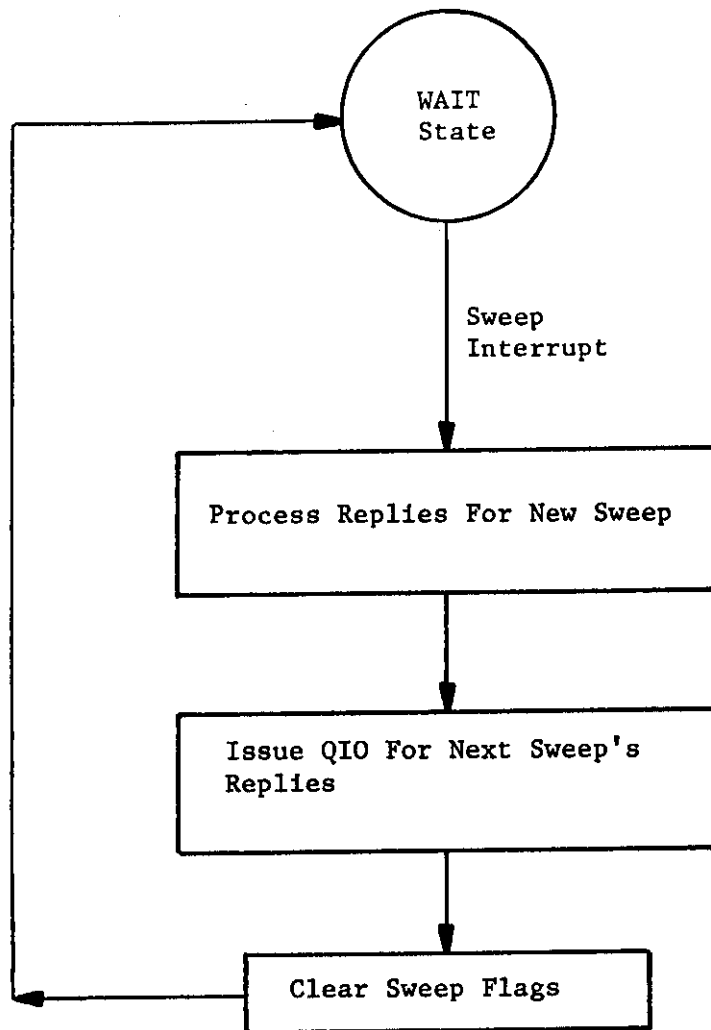 WAIT
State
Sweep
Interrupt
Process Replies For New Sweep
Issue QIO For Next Sweep's
Replies
Clear Sweep Flags